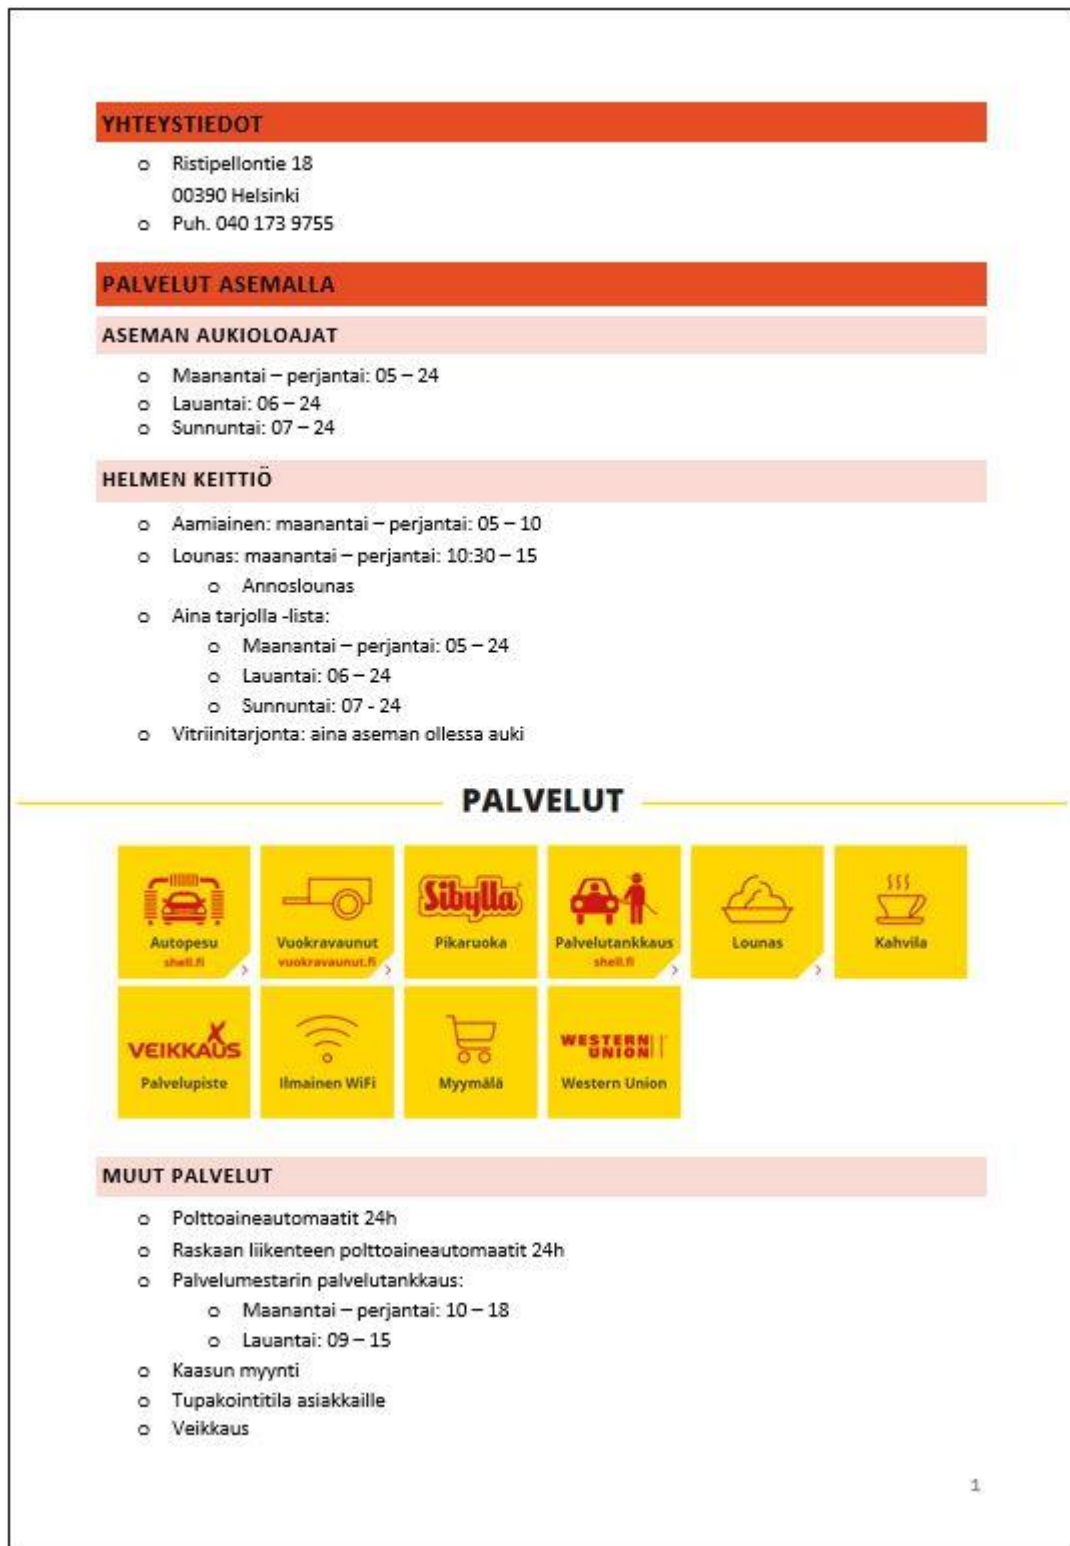 YHTEYSTIEDOT
o Ristipellontie 18
00390 Helsinki
o Puh. 040 173 9755
PALVELUT ASEMALLA
ASEMAN AUKIOLOAJAT
o Maanantai – perjantai: 05 – 24
o Lauantai: 06 – 24
o Sunnuntai: 07 – 24
HELMEN KEITTIÖ
o Aamiainen: maanantai – perjantai: 05 – 10
o Lounas: maanantai – perjantai: 10:30 – 15
o Annoslounas
o Aina tarjolla -lista:
o Maanantai – perjantai: 05 – 24
o Lauantai: 06 – 24
o Sunnuntai: 07 - 24
o Vitriinitarjonta: aina aseman ollessa auki
PALVELUT
Autopesu
shell.fi
Vuokravaunut
vuokravaunut.fi
Sibylla
Pikaruoka
Palvelutankkaus
shell.fi
Lounas
Kahvila
VEIKKAUS
Palvelupiste
Ilmainen WiFi
Myymälä
WESTERN
UNION
Western Union
MUUT PALVELUT
o Polttoaineautomaatit 24h
o Raskaan liikenteen polttoaineautomaatit 24h
o Palvelumestarin palvelutankkaus:
o Maanantai – perjantai: 10 – 18
o Lauantai: 09 – 15
o Kaasun myynti
o Tupakointitila asiakkaille
o Veikkaus
1